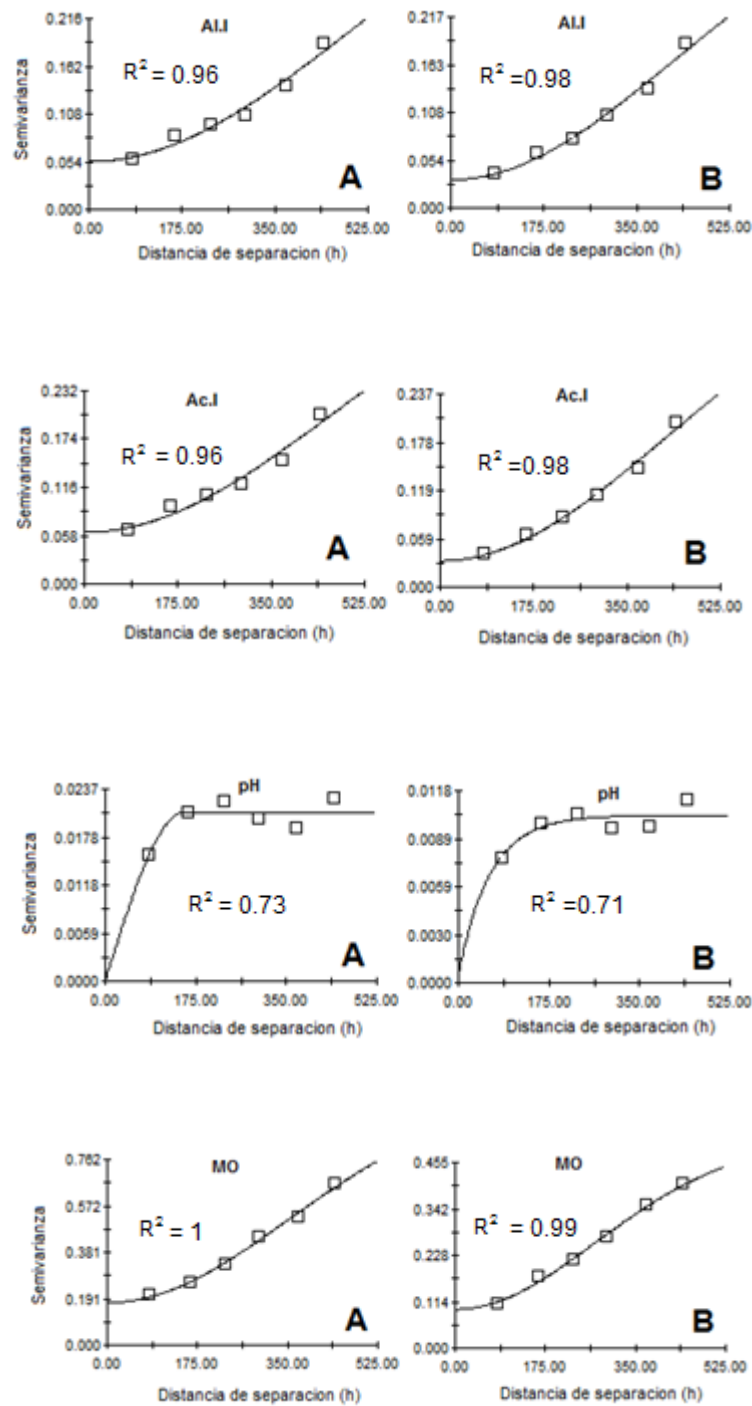 Al.I
R² = 0.96
A
Semivarianza
0.216
0.162
0.108
0.054
0.000
0.00 175.00 350.00 525.00
Distancia de separacion (h)
Al.I
R² =0.98
B
0.217
0.163
0.108
0.054
0.000
0.00 175.00 350.00 525.00
Distancia de separacion (h)
Ac.I
R² = 0.96
A
Semivarianza
0.232
0.174
0.116
0.058
0.000
0.00 175.00 350.00 525.00
Distancia de separacion (h)
Ac.I
R² =0.98
B
0.237
0.178
0.119
0.059
0.000
0.00 175.00 350.00 525.00
Distancia de separacion (h)
pH
R² = 0.73
A
Semivarianza
0.0237
0.0178
0.0118
0.0059
0.0000
0.00 175.00 350.00 525.00
Distancia de separacion (h)
pH
R² =0.71
B
0.0118
0.0089
0.0059
0.0030
0.0000
0.00 175.00 350.00 525.00
Distancia de separacion (h)
MO
R² = 1
A
Semivarianza
0.762
0.572
0.381
0.191
0.000
0.00 175.00 350.00 525.00
Distancia de separacion (h)
MO
R² = 0.99
B
0.455
0.342
0.228
0.114
0.000
0.00 175.00 350.00 525.00
Distancia de separacion (h)